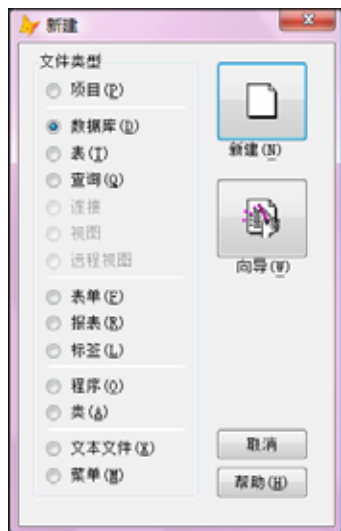 新建
文件类型
项目(P)
数据库(D)
表(T)
查询(Q)
连接
视图
远程视图
表单(F)
报表(R)
标签(L)
程序(O)
类(A)
文本文件(X)
菜单(M)
新建(N)
向导(W)
取消
帮助(H)